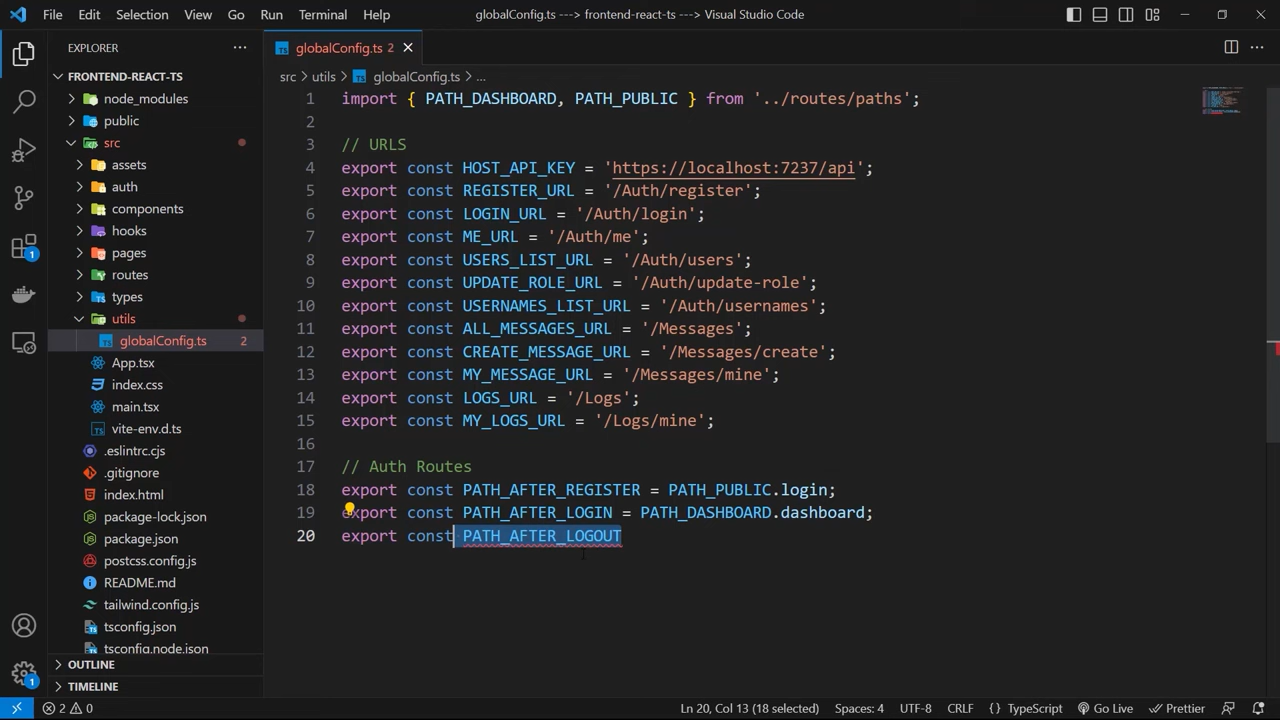 File Edit Selection View Go Run Terminal Help globalConfig.ts ---> frontend-react-ts ---> Visual Studio Code
EXPLORER
globalConfig.ts 2
FRONTEND-REACT-TS
src > utils > globalConfig.ts > ...
node_modules
public
src
assets
auth
components
hooks
pages
routes
types
utils
globalConfig.ts 2
App.tsx
index.css
main.tsx
vite-env.d.ts
.eslintrc.cjs
.gitignore
index.html
package-lock.json
package.json
postcss.config.js
README.md
tailwind.config.js
tsconfig.json
tsconfig.node.json
OUTLINE
TIMELINE
1
1
1 import { PATH_DASHBOARD, PATH_PUBLIC } from '../routes/paths';
2
3 // URLS
4 export const HOST_API_KEY = 'https://localhost:7237/api';
5 export const REGISTER_URL = '/Auth/register';
6 export const LOGIN_URL = '/Auth/login';
7 export const ME_URL = '/Auth/me';
8 export const USERS_LIST_URL = '/Auth/users';
9 export const UPDATE_ROLE_URL = '/Auth/update-role';
10 export const USERNAMES_LIST_URL = '/Auth/usernames';
11 export const ALL_MESSAGES_URL = '/Messages';
12 export const CREATE_MESSAGE_URL = '/Messages/create';
13 export const MY_MESSAGE_URL = '/Messages/mine';
14 export const LOGS_URL = '/Logs';
15 export const MY_LOGS_URL = '/Logs/mine';
16
17 // Auth Routes
18 export const PATH_AFTER_REGISTER = PATH_PUBLIC.login;
19 export const PATH_AFTER_LOGIN = PATH_DASHBOARD.dashboard;
20 export const PATH_AFTER_LOGOUT
2 0 Ln 20, Col 13 (18 selected) Spaces: 4 UTF-8 CRLF {} TypeScript Go Live Prettier